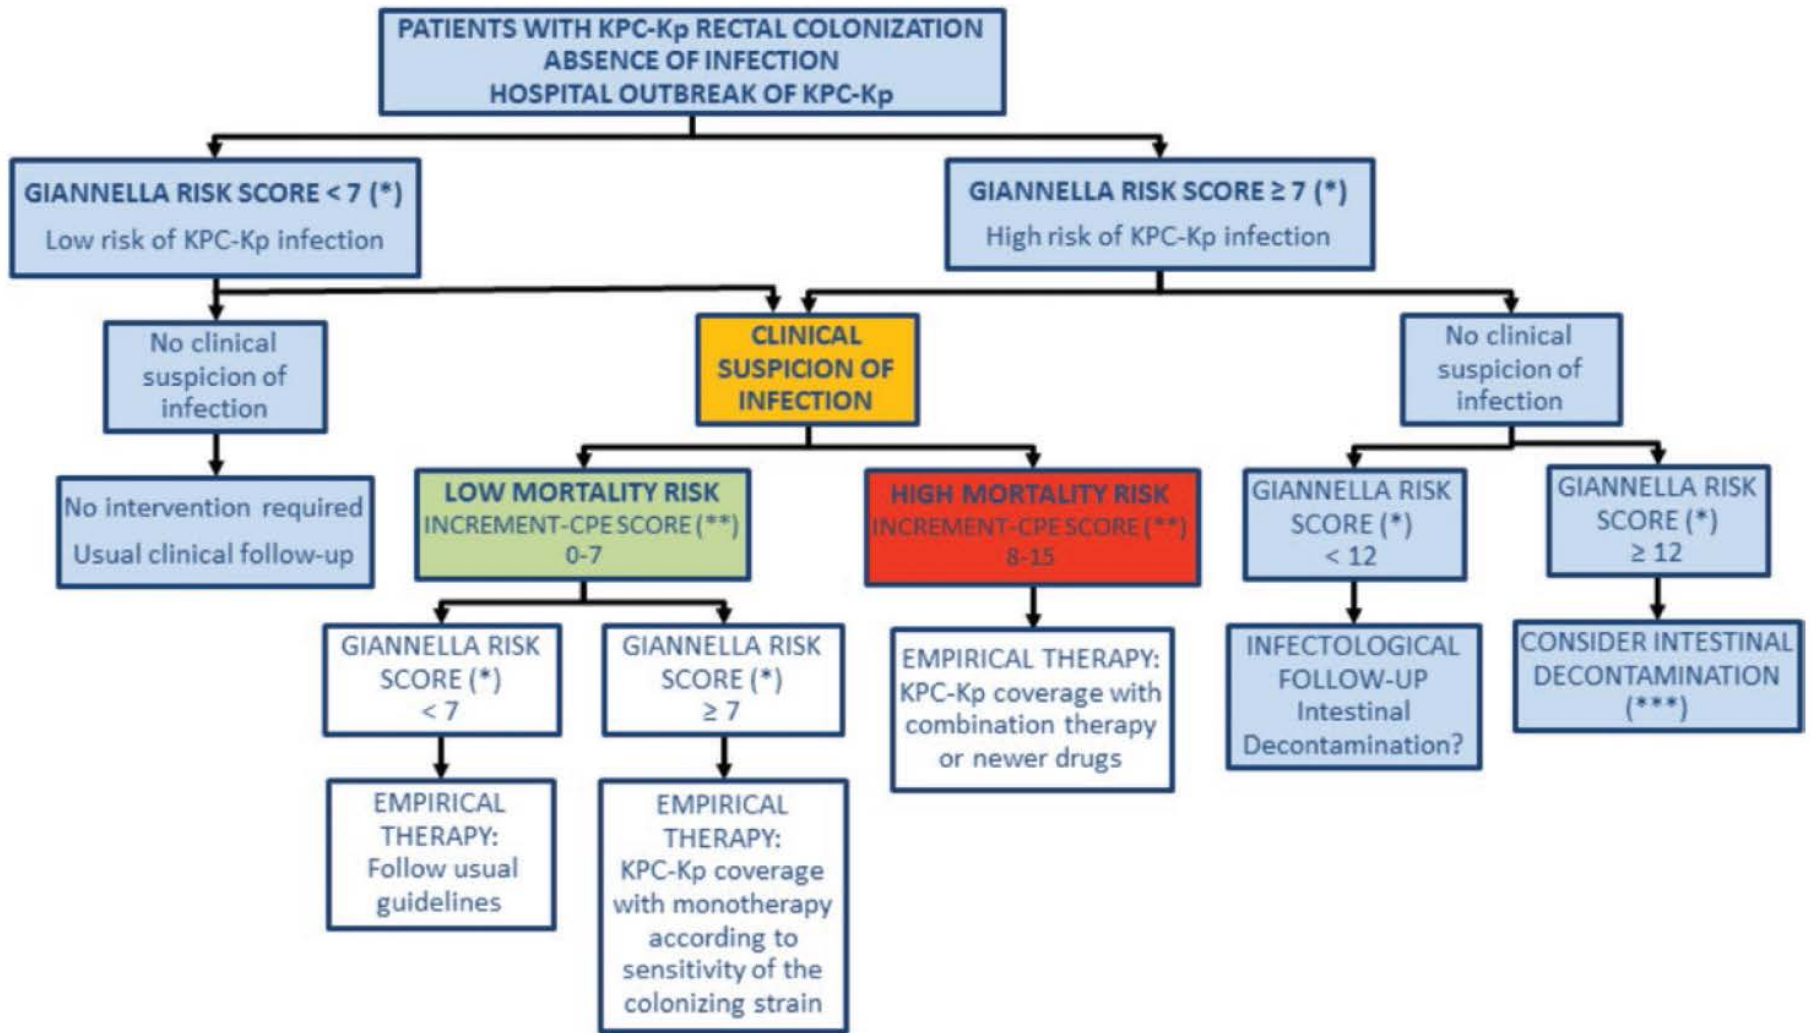 PATIENTS WITH KPC-Kp RECTAL COLONIZATION
ABSENCE OF INFECTION
HOSPITAL OUTBREAK OF KPC-Kp
GIANNELLA RISK SCORE < 7 (*)
Low risk of KPC-Kp infection
GIANNELLA RISK SCORE ≥ 7 (*)
High risk of KPC-Kp infection
No clinical
suspicion of
infection
CLINICAL
SUSPICION OF
INFECTION
No clinical
suspicion of
infection
No intervention required
Usual clinical follow-up
LOW MORTALITY RISK
INCREMENT-CPE SCORE (**)
0-7
HIGH MORTALITY RISK
INCREMENT-CPE SCORE (**)
8-15
GIANNELLA RISK
SCORE (*)
< 12
GIANNELLA RISK
SCORE (*)
≥ 12
GIANNELLA RISK
SCORE (*)
< 7
GIANNELLA RISK
SCORE (*)
≥ 7
EMPIRICAL THERAPY:
KPC-Kp coverage with
combination therapy
or newer drugs
INFECTOLOGICAL
FOLLOW-UP
Intestinal
Decontamination?
CONSIDER INTESTINAL
DECONTAMINATION
(***)
EMPIRICAL
THERAPY:
Follow usual
guidelines
EMPIRICAL
THERAPY:
KPC-Kp coverage
with monotherapy
according to
sensitivity of the
colonizing strain